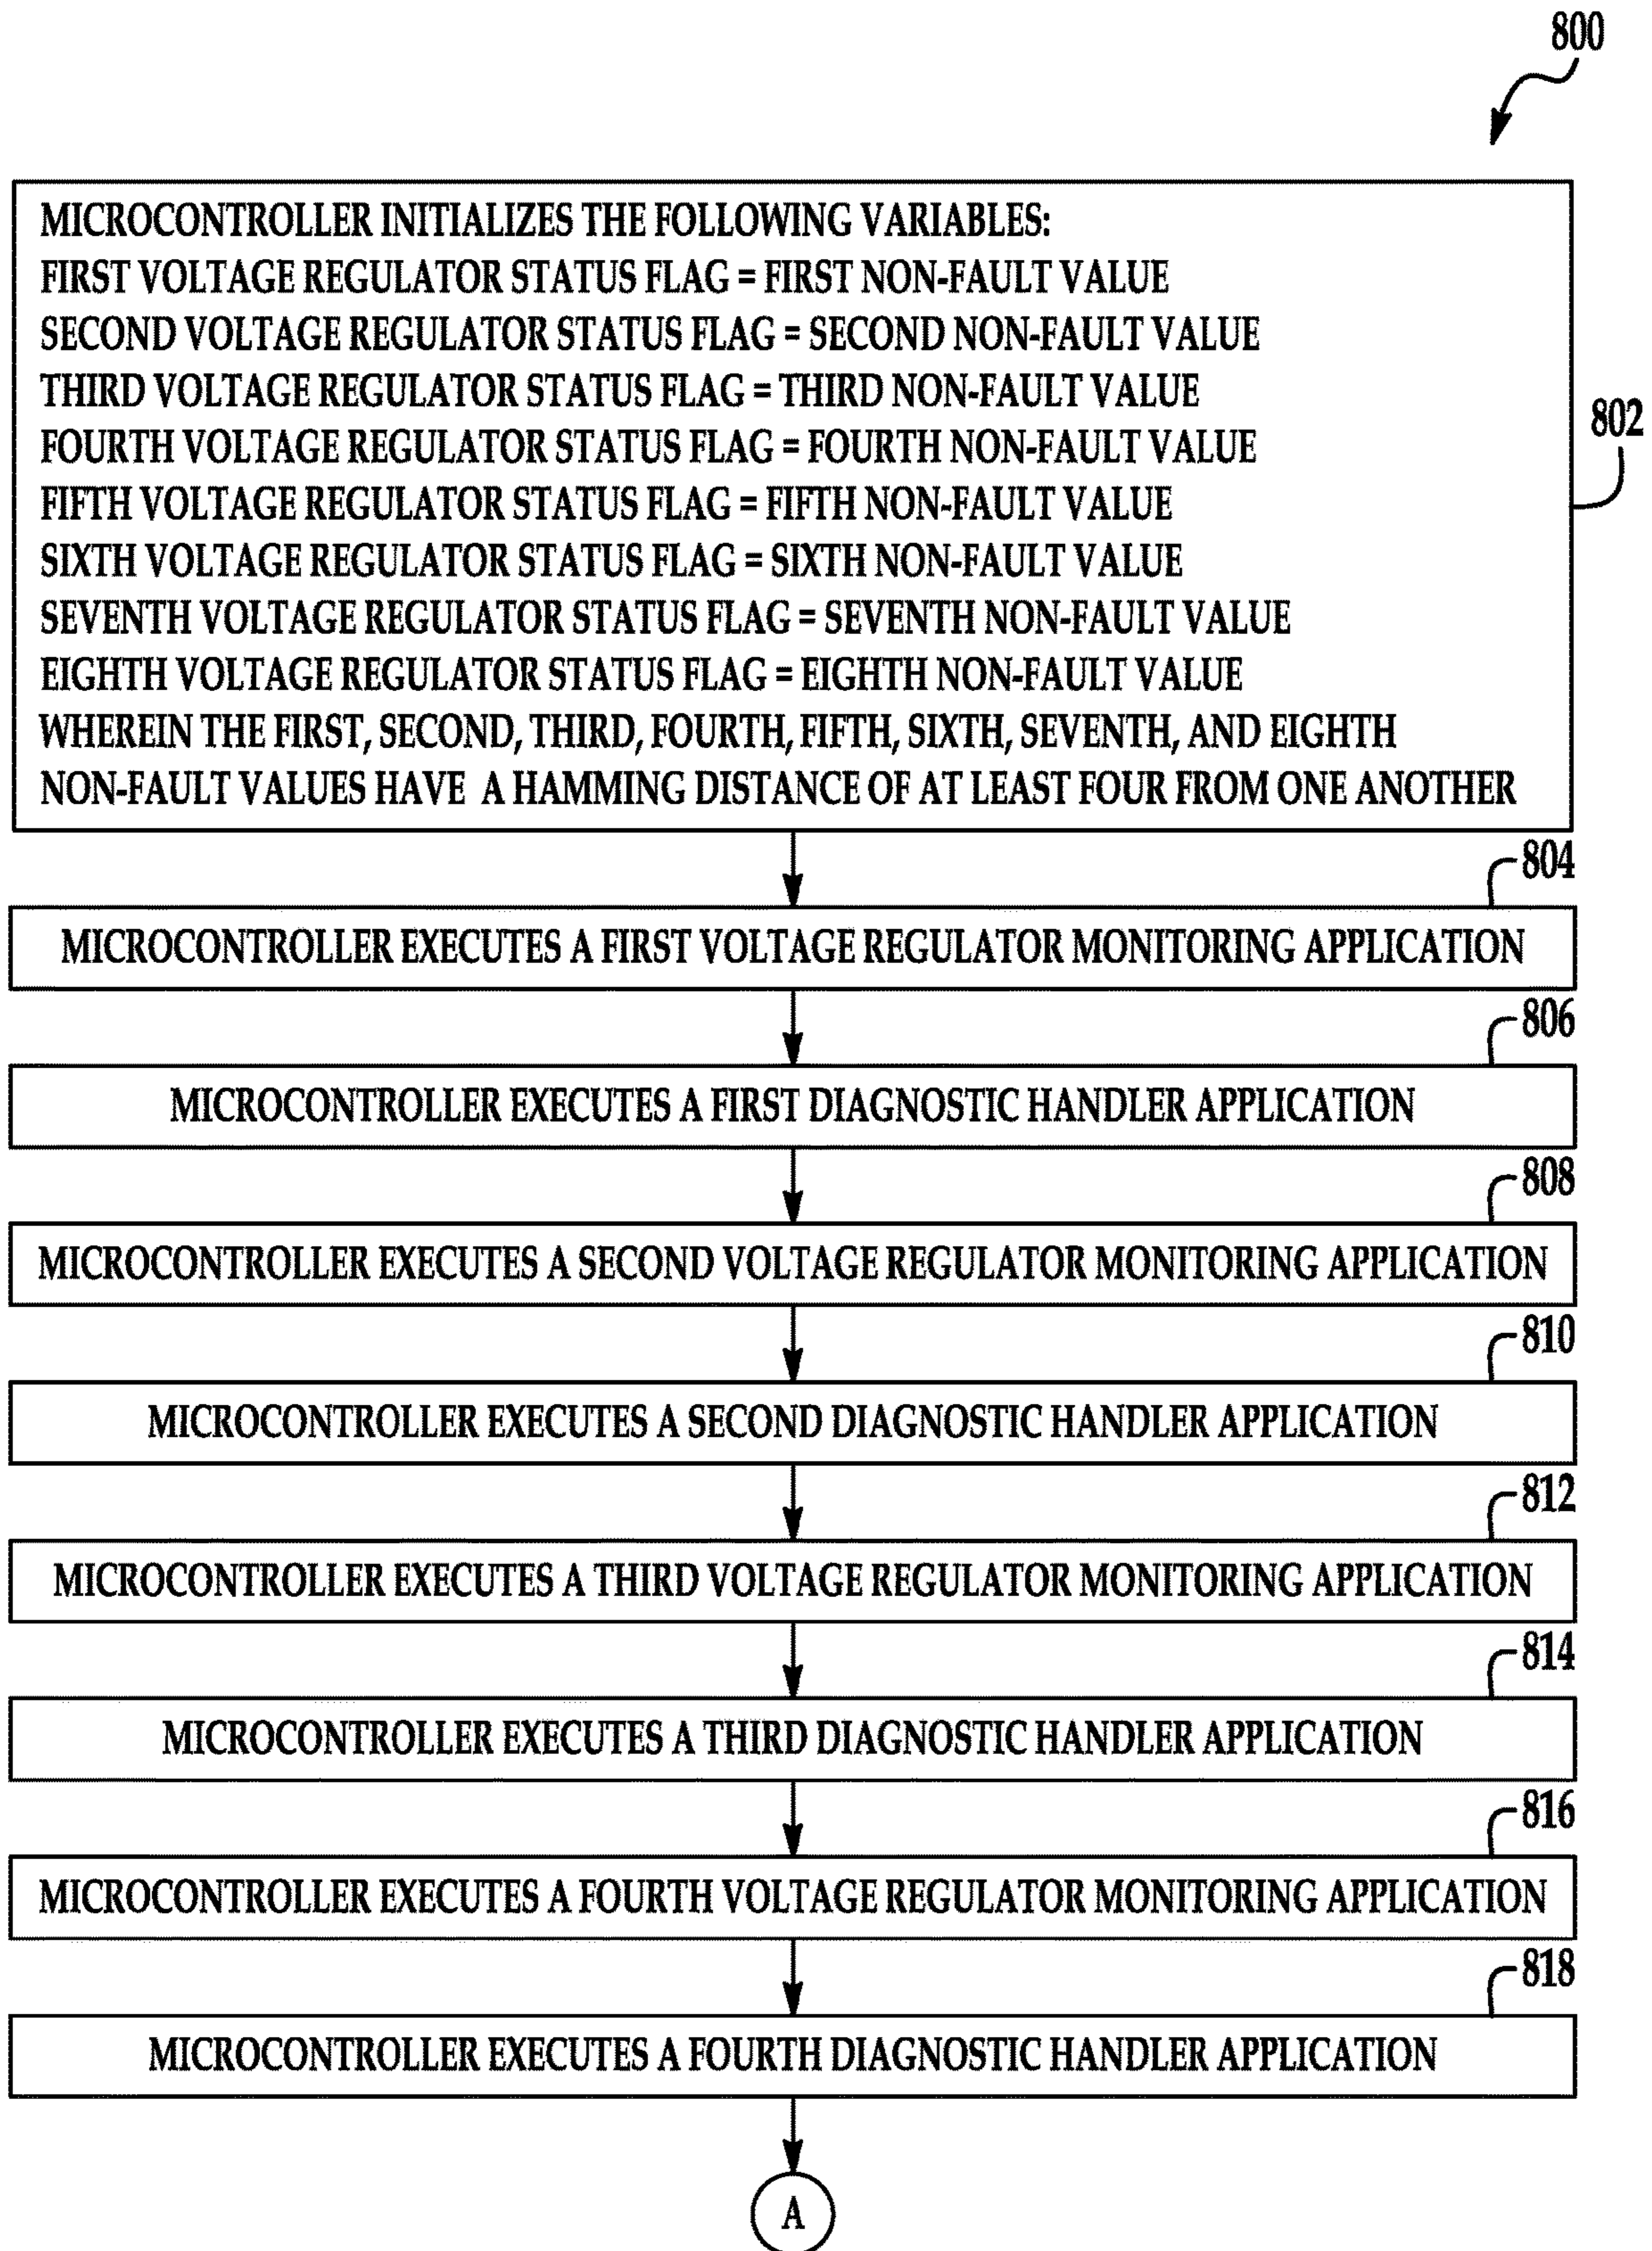 800
MICROCONTROLLER INITIALIZES THE FOLLOWING VARIABLES:
FIRST VOLTAGE REGULATOR STATUS FLAG = FIRST NON-FAULT VALUE
SECOND VOLTAGE REGULATOR STATUS FLAG = SECOND NON-FAULT VALUE
THIRD VOLTAGE REGULATOR STATUS FLAG = THIRD NON-FAULT VALUE
FOURTH VOLTAGE REGULATOR STATUS FLAG = FOURTH NON-FAULT VALUE
FIFTH VOLTAGE REGULATOR STATUS FLAG = FIFTH NON-FAULT VALUE
SIXTH VOLTAGE REGULATOR STATUS FLAG = SIXTH NON-FAULT VALUE
SEVENTH VOLTAGE REGULATOR STATUS FLAG = SEVENTH NON-FAULT VALUE
EIGHTH VOLTAGE REGULATOR STATUS FLAG = EIGHTH NON-FAULT VALUE
WHEREIN THE FIRST, SECOND, THIRD, FOURTH, FIFTH, SIXTH, SEVENTH, AND EIGHTH
NON-FAULT VALUES HAVE A HAMMING DISTANCE OF AT LEAST FOUR FROM ONE ANOTHER
802
804
MICROCONTROLLER EXECUTES A FIRST VOLTAGE REGULATOR MONITORING APPLICATION
806
MICROCONTROLLER EXECUTES A FIRST DIAGNOSTIC HANDLER APPLICATION
808
MICROCONTROLLER EXECUTES A SECOND VOLTAGE REGULATOR MONITORING APPLICATION
810
MICROCONTROLLER EXECUTES A SECOND DIAGNOSTIC HANDLER APPLICATION
812
MICROCONTROLLER EXECUTES A THIRD VOLTAGE REGULATOR MONITORING APPLICATION
814
MICROCONTROLLER EXECUTES A THIRD DIAGNOSTIC HANDLER APPLICATION
816
MICROCONTROLLER EXECUTES A FOURTH VOLTAGE REGULATOR MONITORING APPLICATION
818
MICROCONTROLLER EXECUTES A FOURTH DIAGNOSTIC HANDLER APPLICATION
A